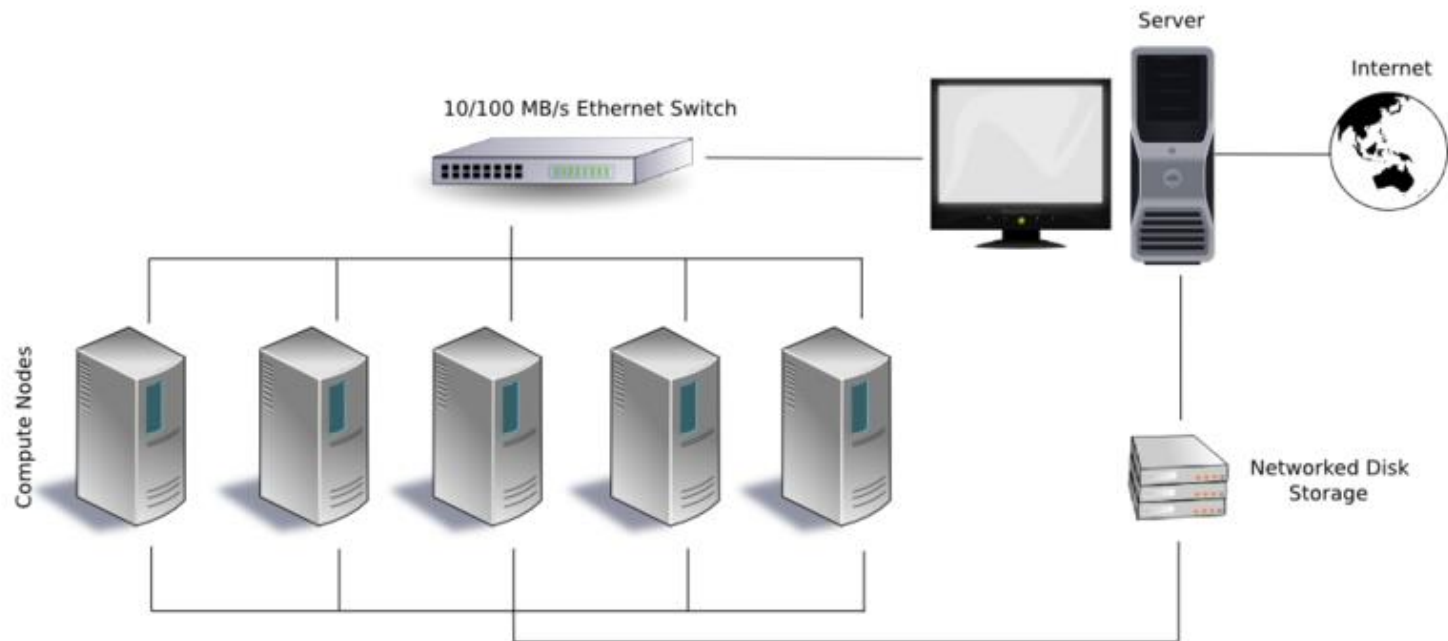 Server
Internet
10/100 MB/s Ethernet Switch
Compute Nodes
Networked Disk
Storage